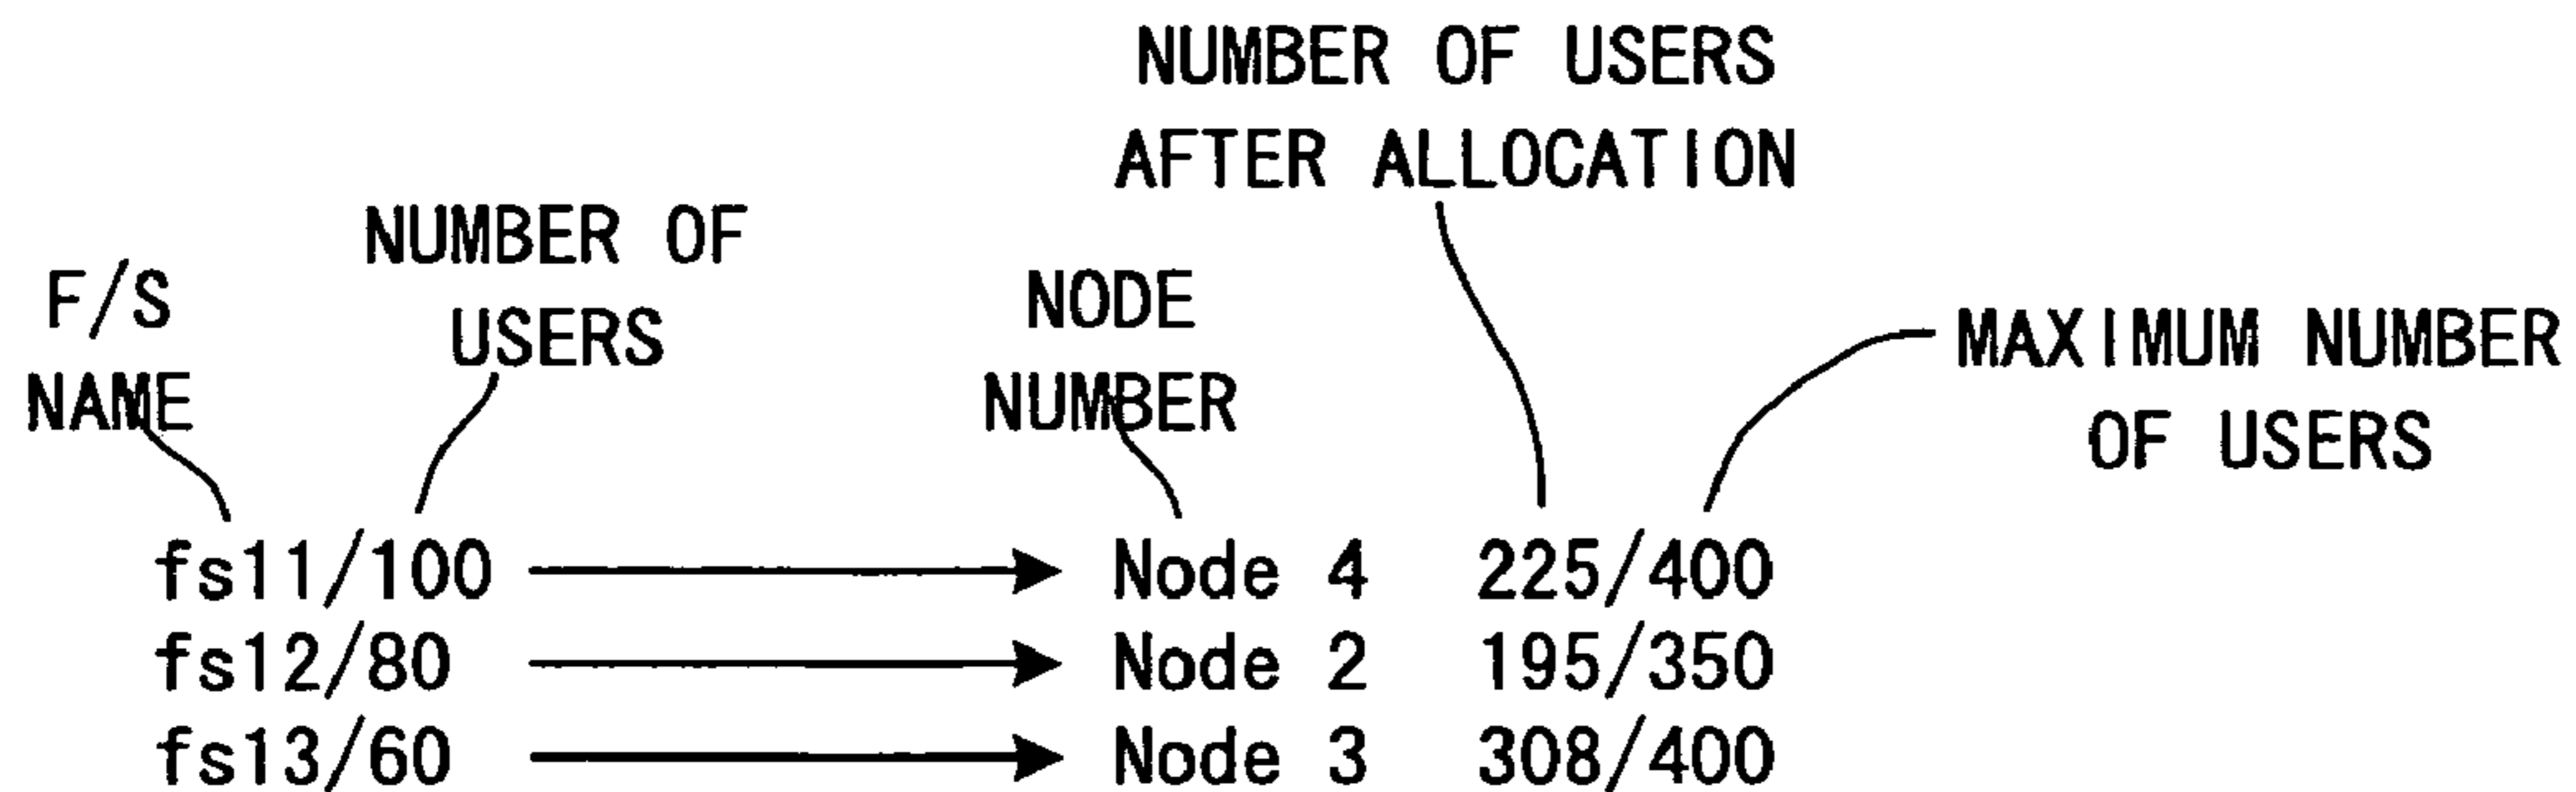 NUMBER OF USERS
AFTER ALLOCATION
NUMBER OF
USERS
F/S
NAME
NODE
NUMBER
MAXIMUM NUMBER
OF USERS
fs11/100 Node 4 225/400
fs12/80 Node 2 195/350
fs13/60 Node 3 308/400